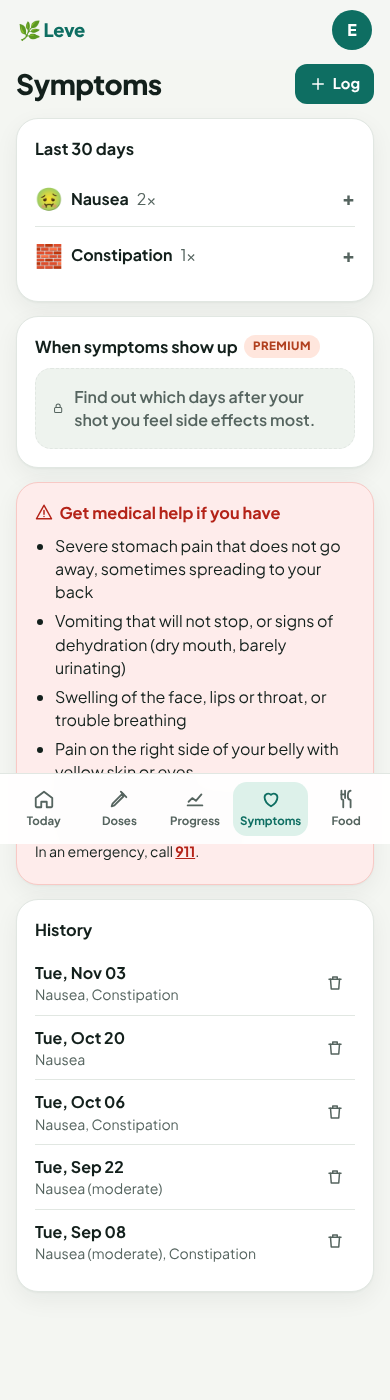 Leve
E
Symptoms
+ Log
Last 30 days
Nausea 2×
+
Constipation 1×
+
When symptoms show up PREMIUM
Find out which days after your
shot you feel side effects most.
Get medical help if you have
• Severe stomach pain that does not go
away, sometimes spreading to your
back
• Vomiting that will not stop, or signs of
dehydration (dry mouth, barely
urinating)
• Swelling of the face, lips or throat, or
trouble breathing
• Pain on the right side of your belly with
yellow skin or eyes
Today
Doses
Progress
Symptoms
Food
In an emergency, call 911.
History
Tue, Nov 03
Nausea, Constipation
Tue, Oct 20
Nausea
Tue, Oct 06
Nausea, Constipation
Tue, Sep 22
Nausea (moderate)
Tue, Sep 08
Nausea (moderate), Constipation